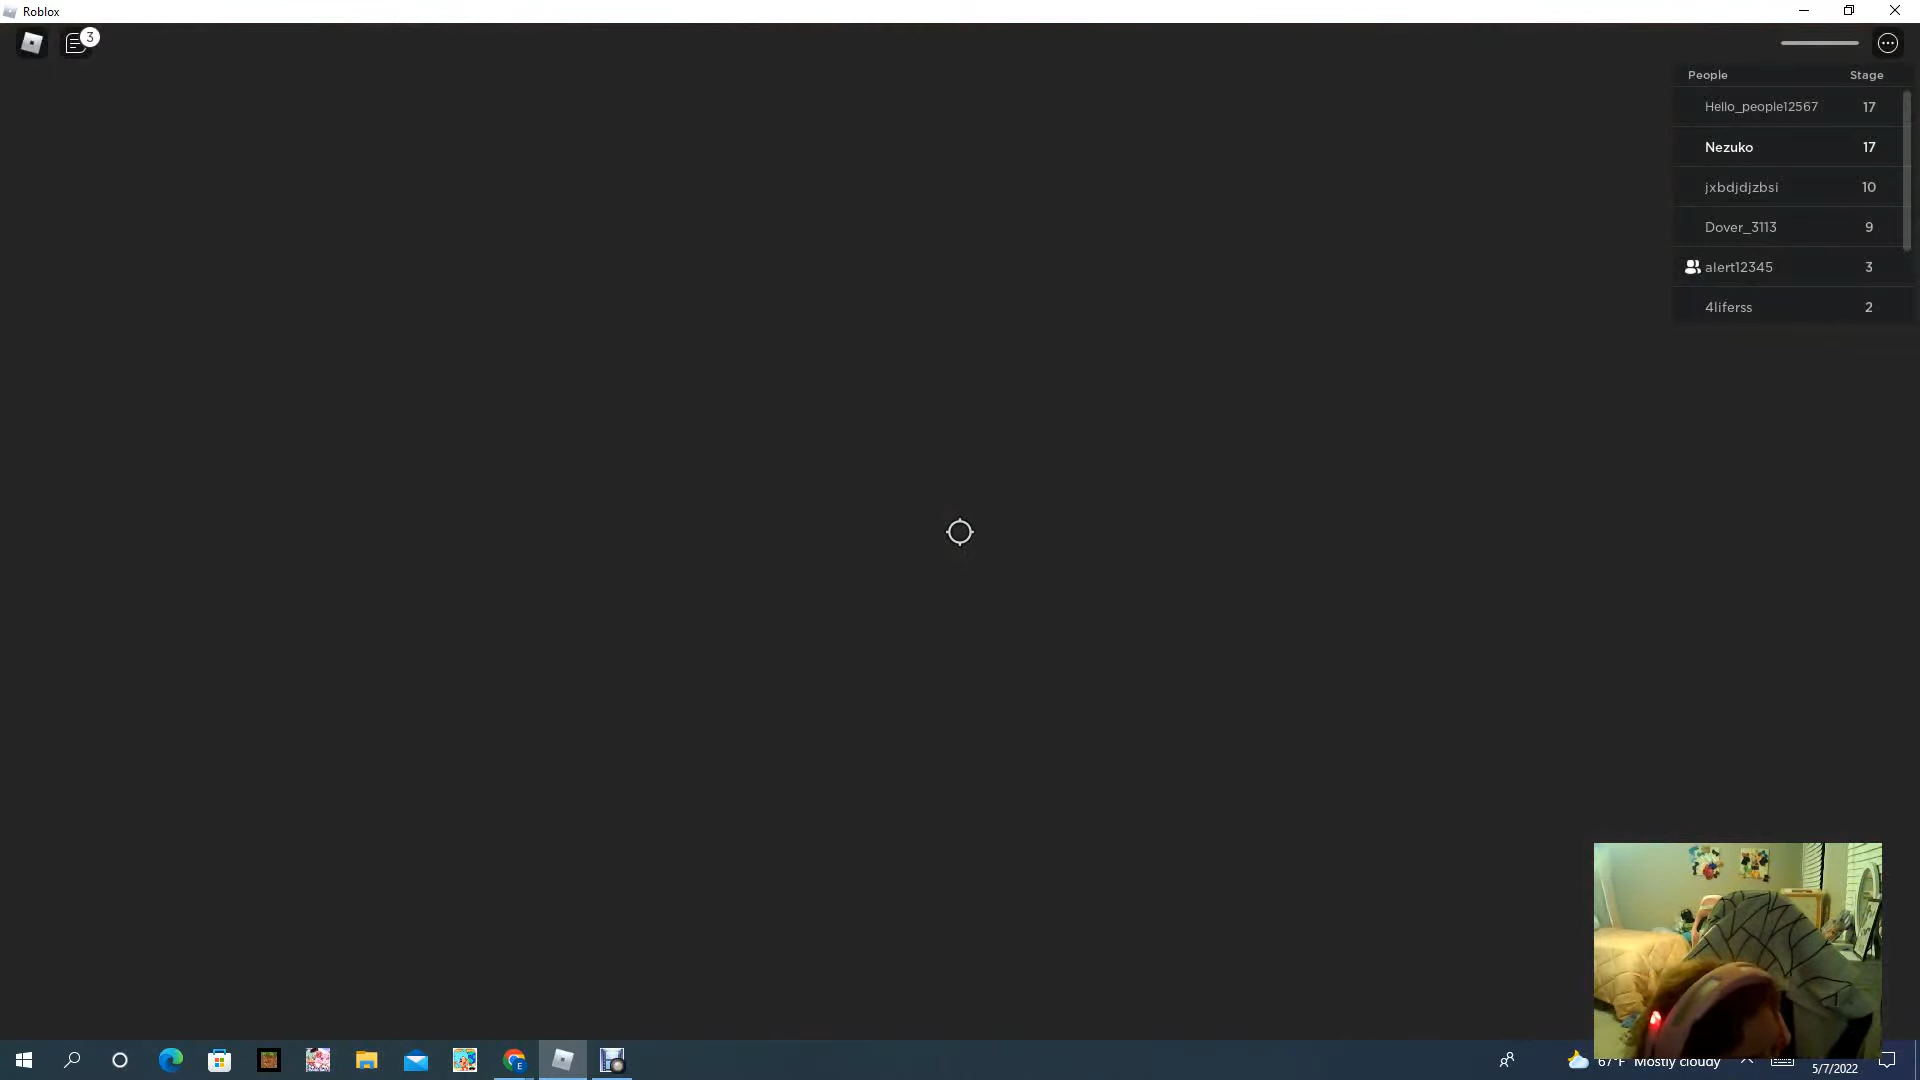 Roblox
3
People Stage
Hello_people12567 17
Nezuko 17
jxbdjdjzbsi 10
Dover_3113 9
alert12345 3
4liferss 2
E
67°F Mostly cloudy
5/7/2022